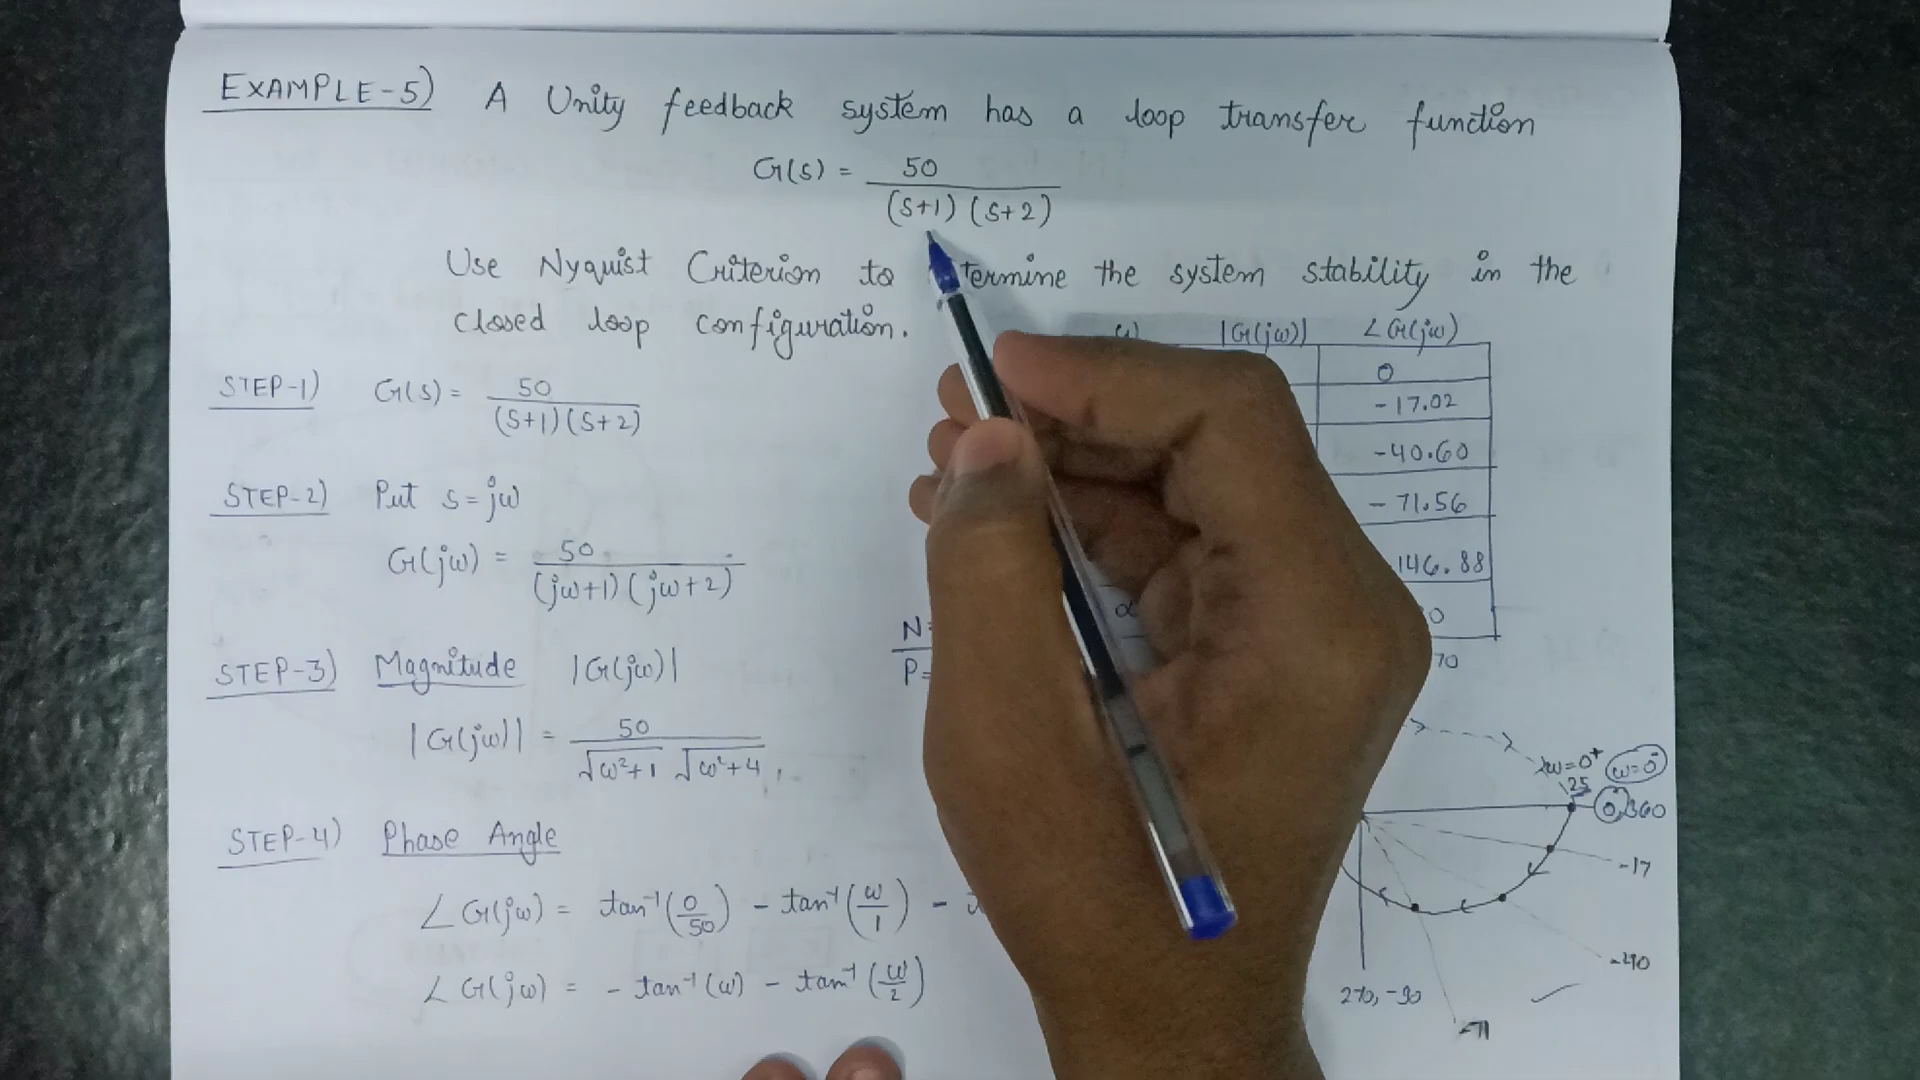 EXAMPLE-5) A Unity feedback system has a loop transfer function
G(s) = 50 / (s+1) (s+2)
Use Nyquist Criterion to termine the system stability in the
closed loop configuration.
ω |G(jω)| ∠G(jω)
0
-17.02
-40.60
-71.56
146.88
0
70
STEP-1) G(s) = 50 / (s+1) (s+2)
STEP-2) Put s=jω
G(jω) = 50 / (jω+1) (jω+2)
N=
P=
STEP-3) Magnitude |G(jω)|
|G(jω)| = 50 / √ω²+1 √ω²+4
STEP-4) Phase Angle
∠G(jω) = tan⁻¹(0/50) - tan⁻¹(ω/1) -
∠G(jω) = - tan⁻¹(ω) - tan⁻¹(ω/2)
ω=0⁺ ω=0⁻
25
0, 360
-17
-40
270, -90
-71